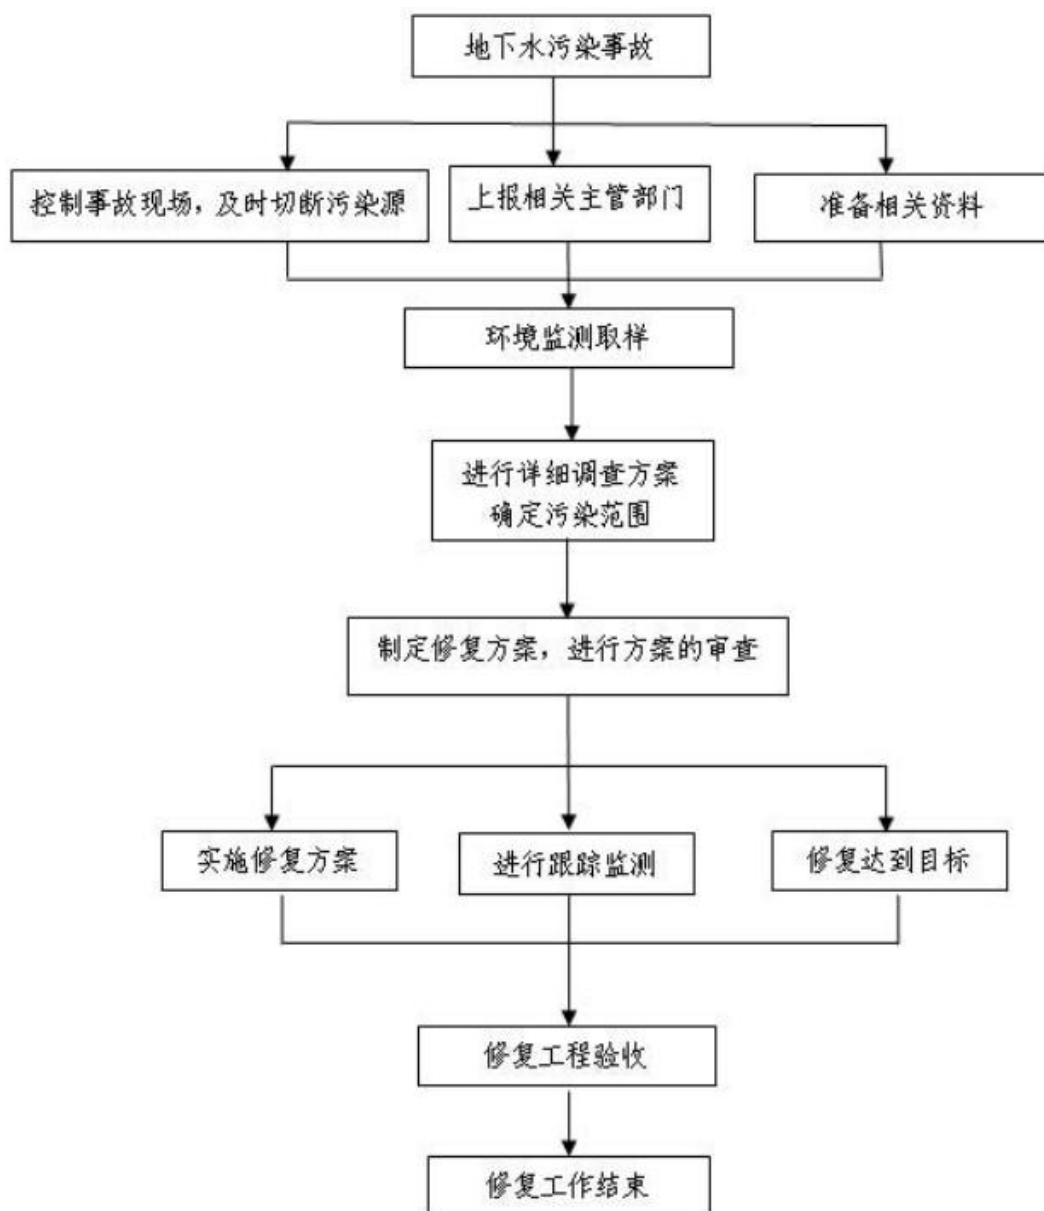 地下水污染事故
控制事故现场，及时切断污染源
上报相关主管部门
准备相关资料
环境监测取样
进行详细调查方案
确定污染范围
制定修复方案，进行方案的审查
实施修复方案
进行跟踪监测
修复达到目标
修复工程验收
修复工作结束